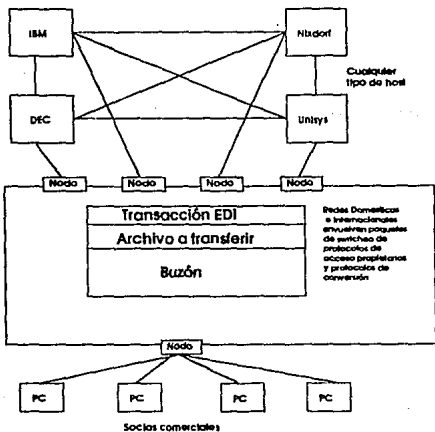 IBM
Nixdorf
Cualquier
tipo de host
DEC
Unisys
Nodo
Nodo
Nodo
Nodo
Transacción EDI
Archivo a transferir
Buzón
Redes Domesticas
e Internacionales
envuelven paquetes
de switcheo de
protocolos de
acceso propietarios
y protocolos de
conversión
Nodo
PC
PC
PC
PC
Socios comerciales